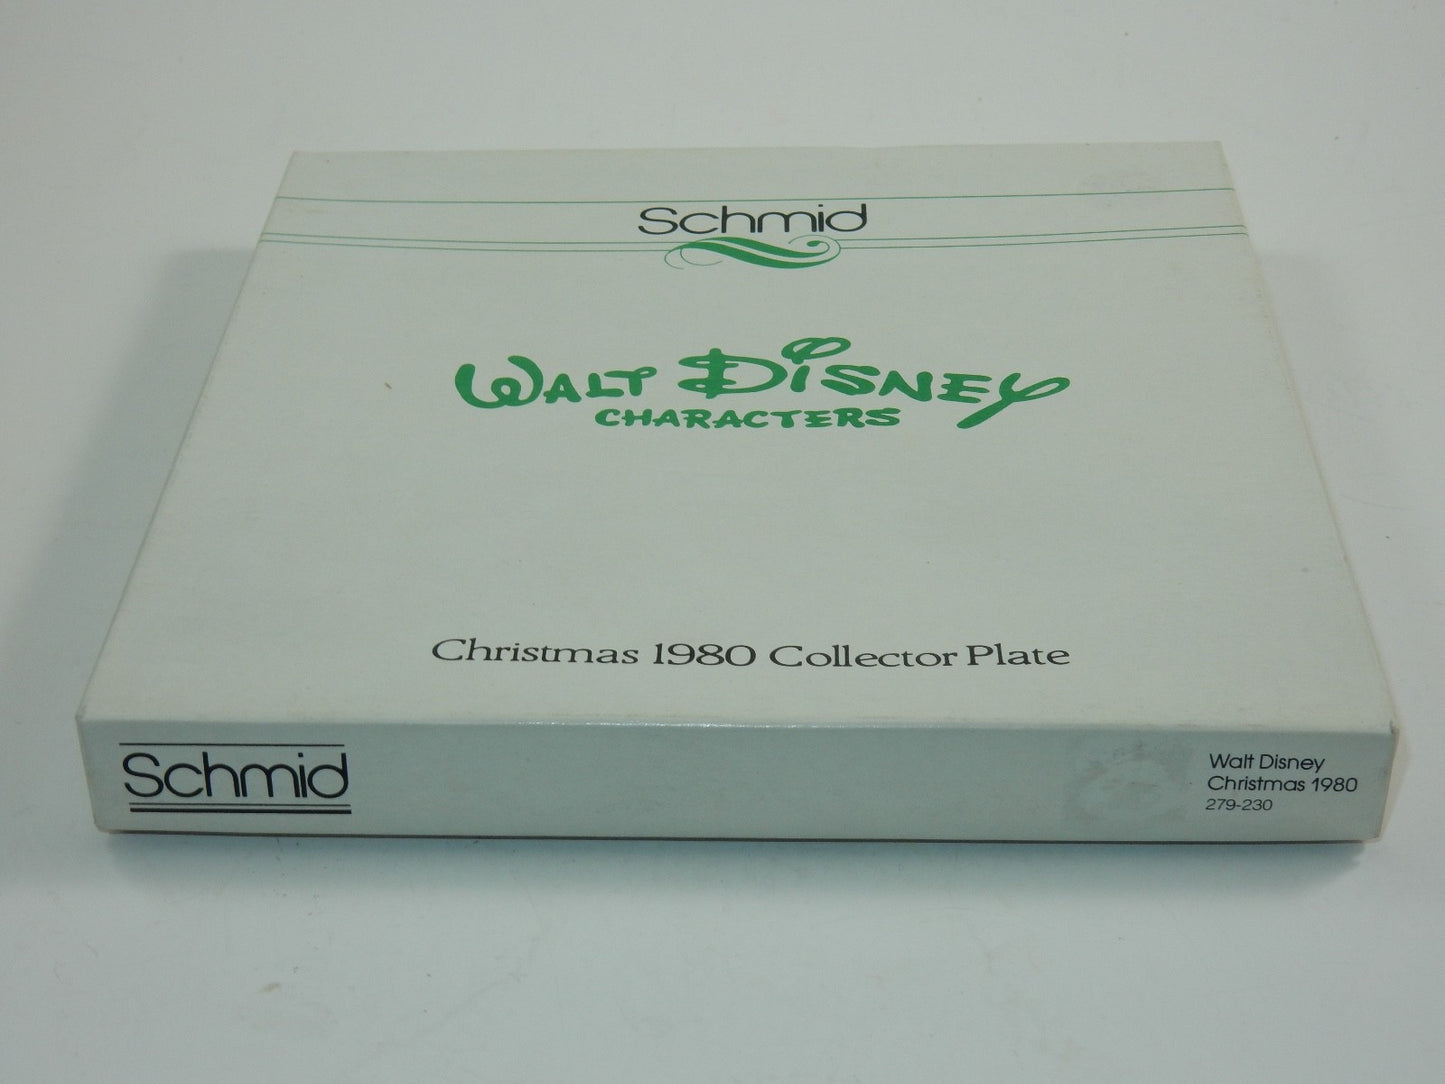 Schmid
WALT DISNEY
CHARACTERS
Christmas 1980 Collector Plate
Schmid
Walt Disney
Christmas 1980
279-230